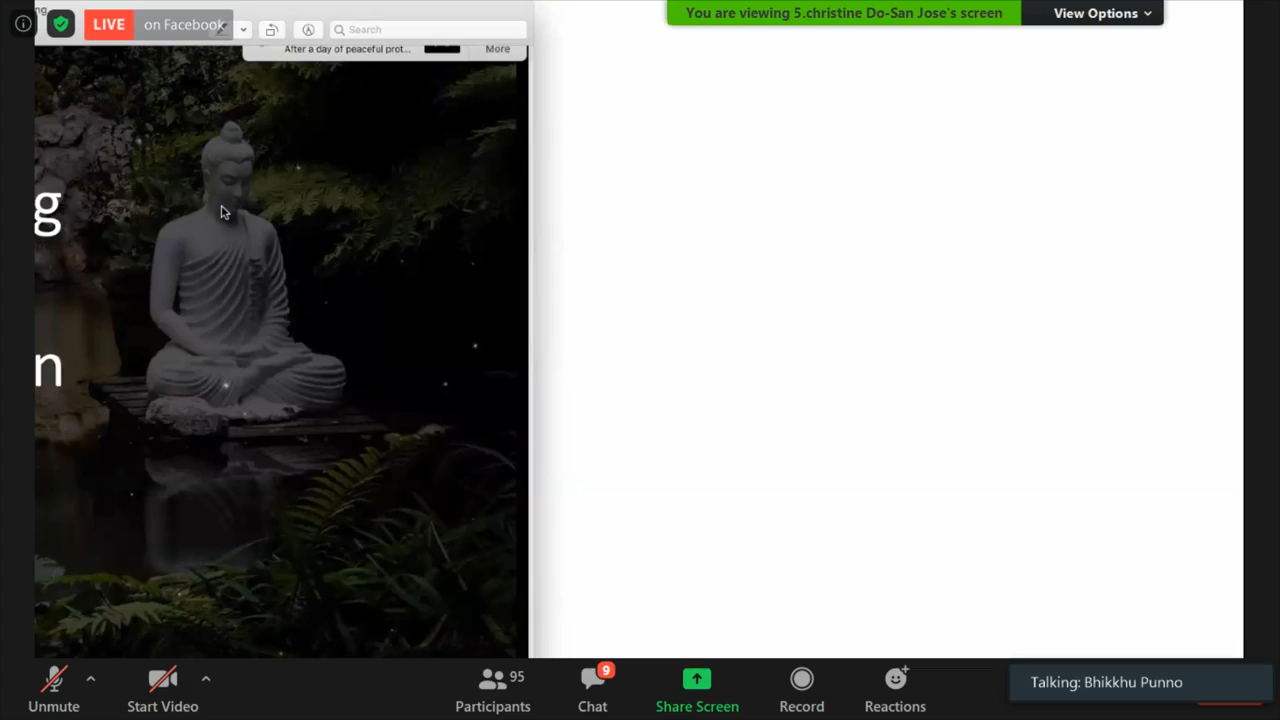 LIVE on Facebook
You are viewing 5.christine Do-San Jose's screen
View Options
Search
After a day of peaceful prot...
More
g
n
Unmute
Start Video
95
Participants
9
Chat
Share Screen
Record
Reactions
Talking: Bhikkhu Punno